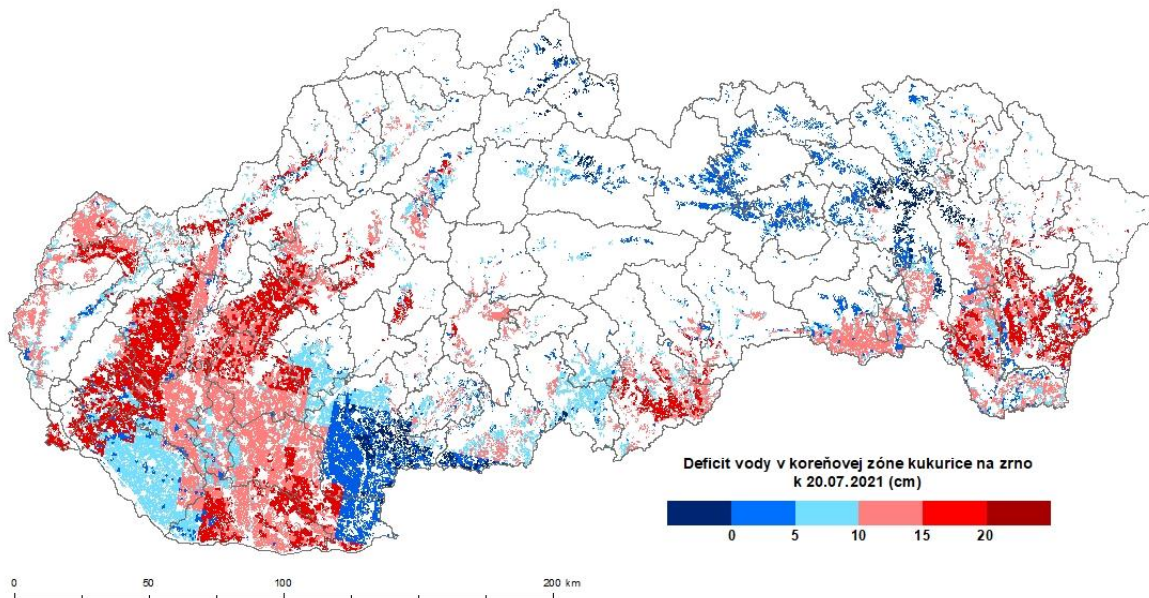 Deficit vody v koreňovej zóne kukurice na zrno
k 20.07.2021 (cm)
0 5 10 15 20
0 50 100 200 km